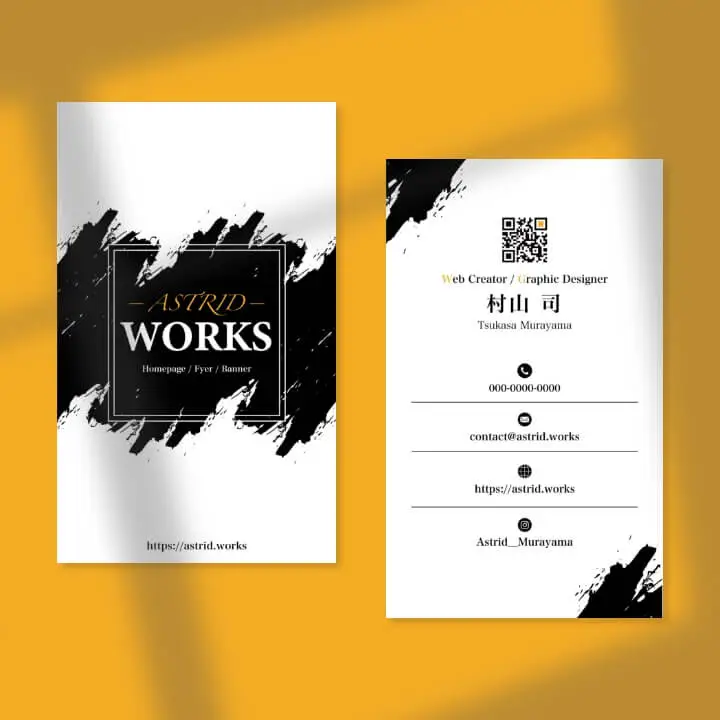 — ASTRID —
WORKS
Homepage / Fyer / Banner
https://astrid.works
Web Creator / Graphic Designer
村山 司
Tsukasa Murayama
000-0000-0000
contact@astrid.works
https://astrid.works
Astrid__Murayama